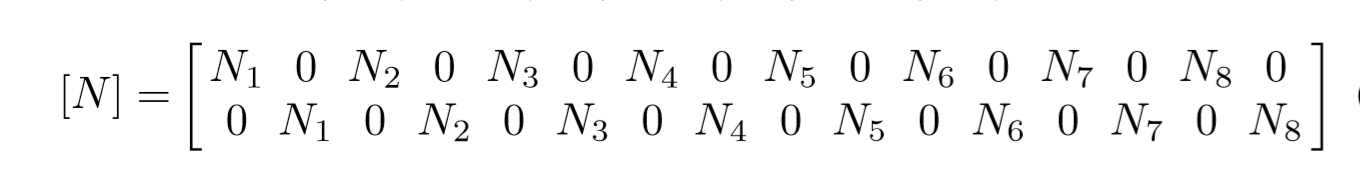 [N] = [ N₁ 0 N₂ 0 N₃ 0 N₄ 0 N₅ 0 N₆ 0 N₇ 0 N₈ 0 ]
[ 0 N₁ 0 N₂ 0 N₃ 0 N₄ 0 N₅ 0 N₆ 0 N₇ 0 N₈ ]